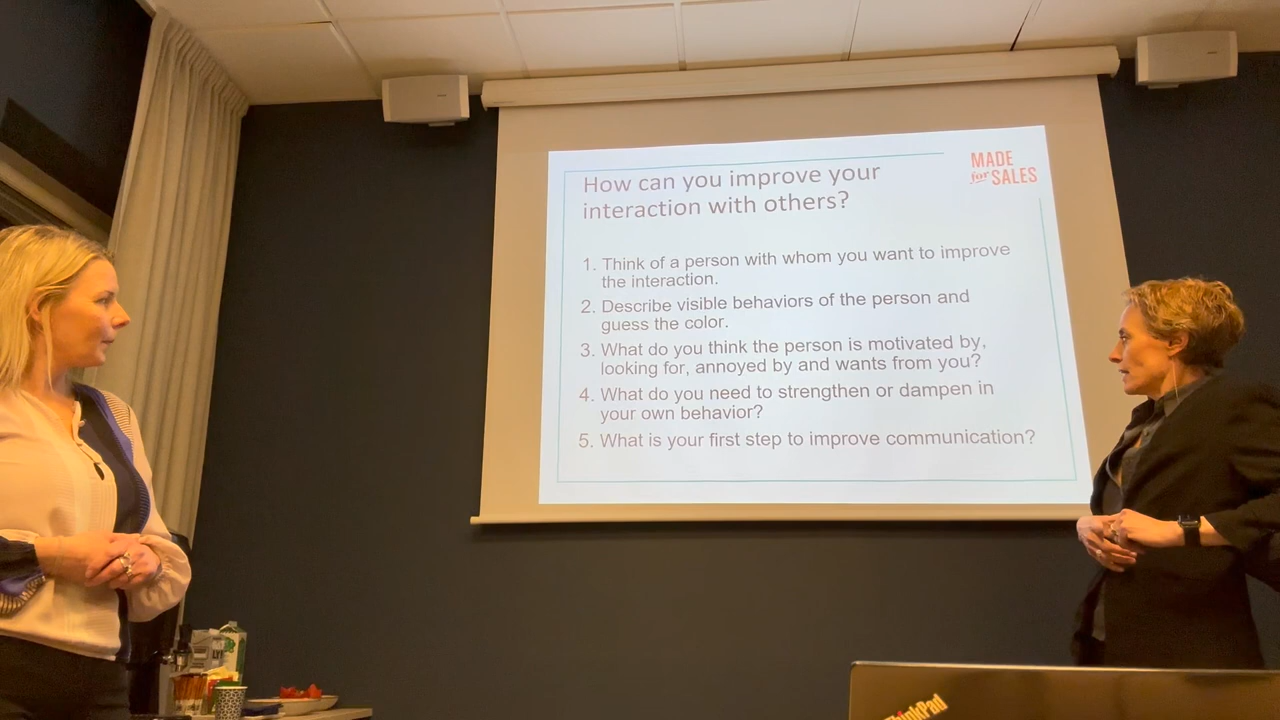 MADE
for SALES
How can you improve your
interaction with others?
1. Think of a person with whom you want to improve
the interaction.
2. Describe visible behaviors of the person and
guess the color.
3. What do you think the person is motivated by,
looking for, annoyed by and wants from you?
4. What do you need to strengthen or dampen in
your own behavior?
5. What is your first step to improve communication?
ThinkPad